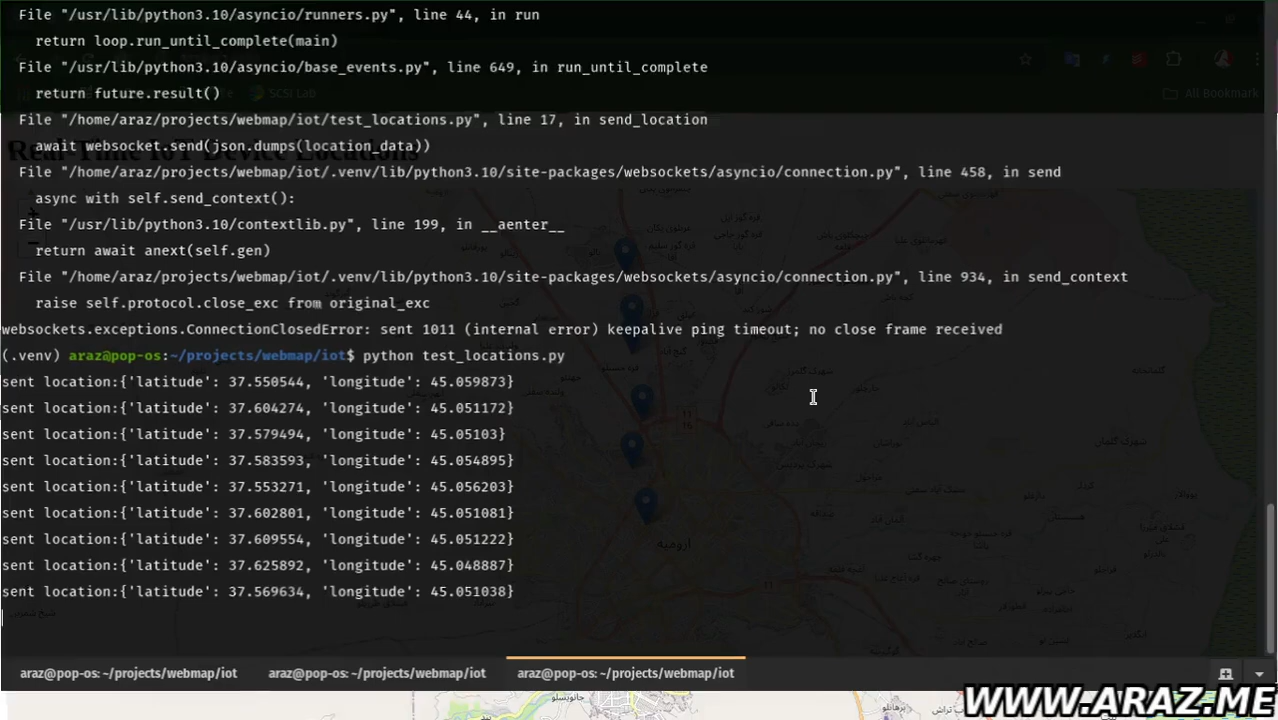 File "/usr/lib/python3.10/asyncio/runners.py", line 44, in run
return loop.run_until_complete(main)
File "/usr/lib/python3.10/asyncio/base_events.py", line 649, in run_until_complete
return future.result()
SCSI Lab
All Bookmark
File "/home/araz/projects/webmap/iot/test_locations.py", line 17, in send_location
await websocket.send(json.dumps(location_data))
Real-Time IoT Device Locations
File "/home/araz/projects/webmap/iot/.venv/lib/python3.10/site-packages/websockets/asyncio/connection.py", line 458, in send
async with self.send_context():
File "/usr/lib/python3.10/contextlib.py", line 199, in __aenter__
return await anext(self.gen)
File "/home/araz/projects/webmap/iot/.venv/lib/python3.10/site-packages/websockets/asyncio/connection.py", line 934, in send_context
raise self.protocol.close_exc from original_exc
websockets.exceptions.ConnectionClosedError: sent 1011 (internal error) keepalive ping timeout; no close frame received
(.venv) araz@pop-os:~/projects/webmap/iot$ python test_locations.py
sent location:{'latitude': 37.550544, 'longitude': 45.059873}
sent location:{'latitude': 37.604274, 'longitude': 45.051172}
sent location:{'latitude': 37.579494, 'longitude': 45.05103}
sent location:{'latitude': 37.583593, 'longitude': 45.054895}
sent location:{'latitude': 37.553271, 'longitude': 45.056203}
sent location:{'latitude': 37.602801, 'longitude': 45.051081}
sent location:{'latitude': 37.609554, 'longitude': 45.051222}
ارومیه
sent location:{'latitude': 37.625892, 'longitude': 45.048887}
sent location:{'latitude': 37.569634, 'longitude': 45.051038}
araz@pop-os: ~/projects/webmap/iot
araz@pop-os: ~/projects/webmap/iot
araz@pop-os: ~/projects/webmap/iot
WWW.ARAZ.ME